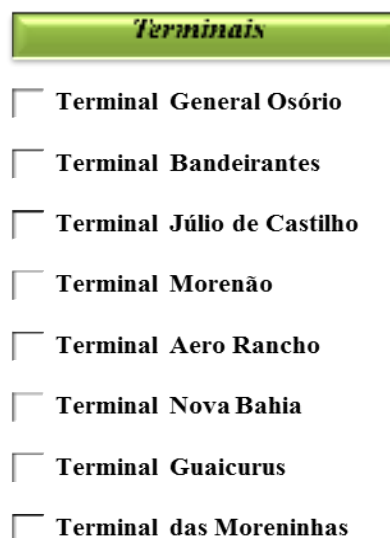 Terminais
Terminal General Osório
Terminal Bandeirantes
Terminal Júlio de Castilho
Terminal Morenão
Terminal Aero Rancho
Terminal Nova Bahia
Terminal Guaicurus
Terminal das Moreninhas